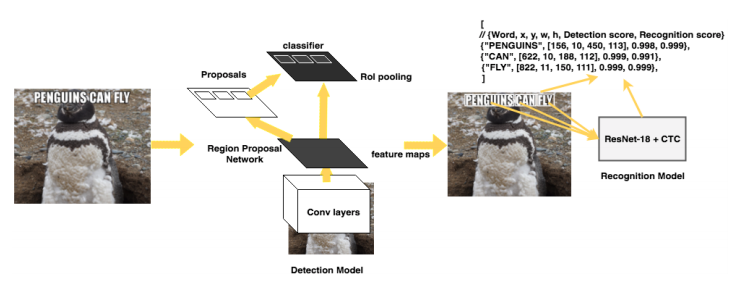 [
// {Word, x, y, w, h, Detection score, Recognition score}
{"PENGUINS", [156, 10, 450, 113], 0.998, 0.999},
{"CAN", [622, 10, 188, 112], 0.999, 0.991},
{"FLY", [822, 11, 150, 111], 0.999, 0.999},
]
classifier
Proposals
RoI pooling
PENGUINS CAN FLY
PENGUINS CAN FLY
Region Proposal
Network
feature maps
ResNet-18 + CTC
Recognition Model
Conv layers
Detection Model